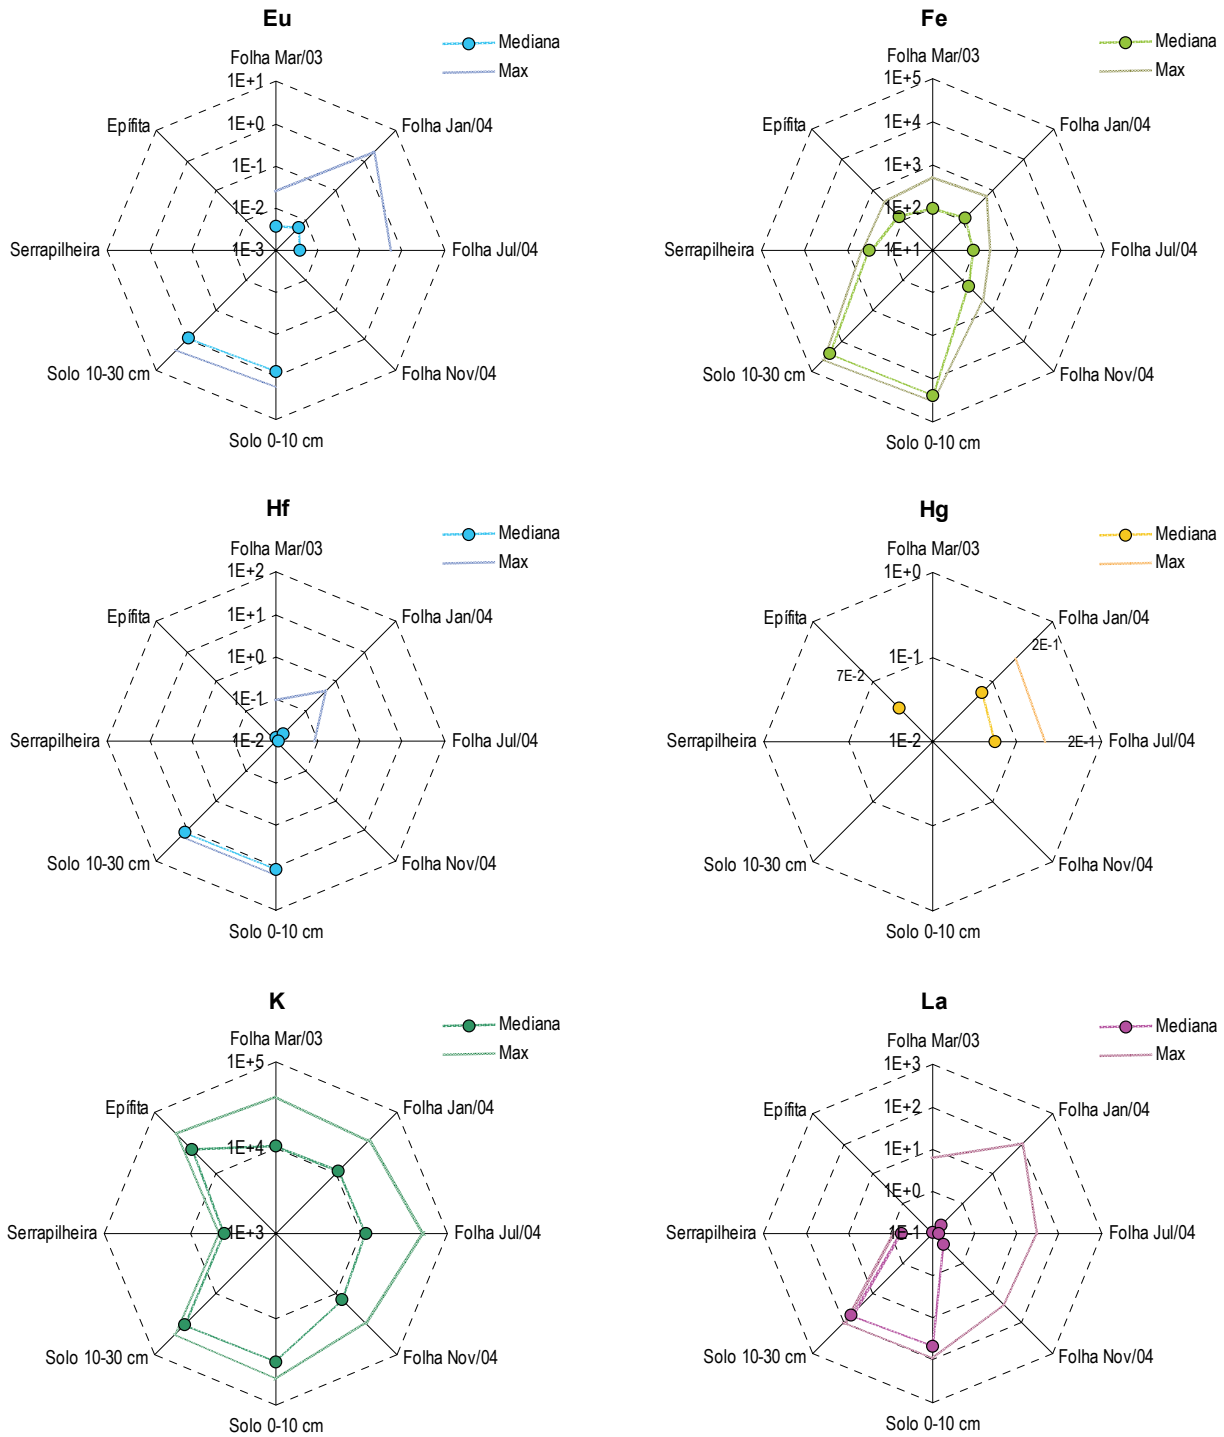 Eu
Mediana
Max
Folha Mar/03
1E+1
Epífita
Folha Jan/04
1E+0
1E-1
1E-2
Serrapilheira
1E-3
Folha Jul/04
Solo 10-30 cm
Folha Nov/04
Solo 0-10 cm
Fe
Mediana
Max
Folha Mar/03
1E+5
Epífita
Folha Jan/04
1E+4
1E+3
1E+2
Serrapilheira
1E+1
Folha Jul/04
Solo 10-30 cm
Folha Nov/04
Solo 0-10 cm
Hf
Mediana
Max
Folha Mar/03
1E+2
Epífita
Folha Jan/04
1E+1
1E+0
1E-1
Serrapilheira
1E-2
Folha Jul/04
Solo 10-30 cm
Folha Nov/04
Solo 0-10 cm
Hg
Mediana
Max
Folha Mar/03
1E+0
Epífita
Folha Jan/04
2E-1
1E-1
7E-2
Serrapilheira
1E-2
2E-1
Folha Jul/04
Solo 10-30 cm
Folha Nov/04
Solo 0-10 cm
K
Mediana
Max
Folha Mar/03
1E+5
Epífita
Folha Jan/04
1E+4
Serrapilheira
1E+3
Folha Jul/04
Solo 10-30 cm
Folha Nov/04
Solo 0-10 cm
La
Mediana
Max
Folha Mar/03
1E+3
Epífita
Folha Jan/04
1E+2
1E+1
1E+0
Serrapilheira
1E-1
Folha Jul/04
Solo 10-30 cm
Folha Nov/04
Solo 0-10 cm